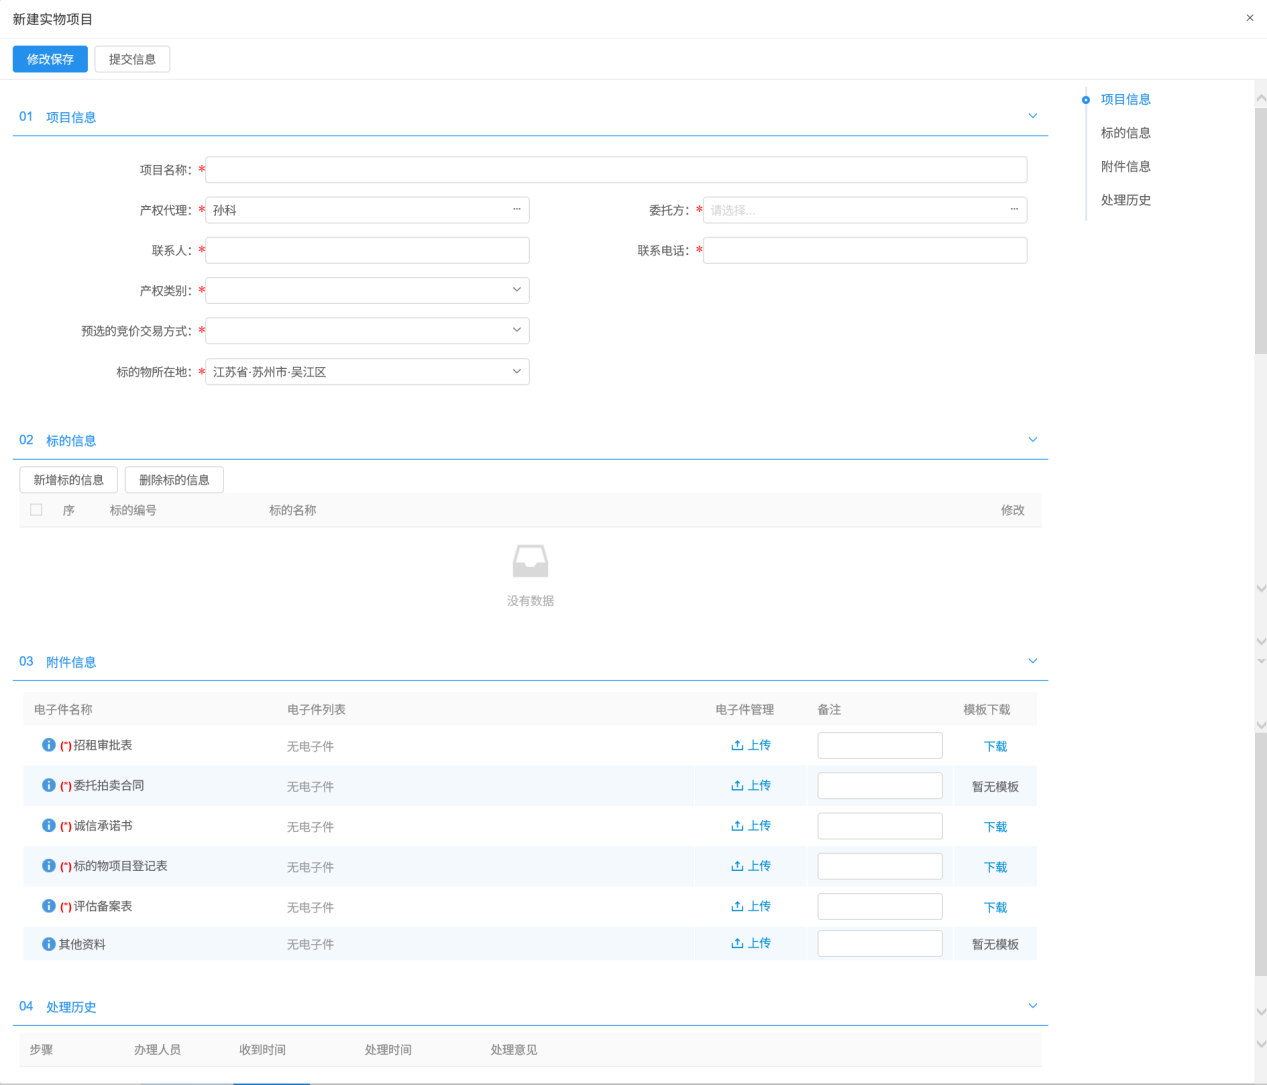 新建实物项目 ×
修改保存 提交信息
项目信息
标的信息
附件信息
处理历史
01 项目信息
项目名称：*
产权代理：* 孙科 ... 委托方：* 请选择... ...
联系人：* 联系电话：*
产权类别：*
预选的竞价交易方式：*
标的物所在地：* 江苏省·苏州市·吴江区
02 标的信息
新增标的信息 删除标的信息
序 标的编号 标的名称 修改
没有数据
03 附件信息
电子件名称 电子件列表 电子件管理 备注 模板下载
(*)招租审批表 无电子件 上传 下载
(*)委托拍卖合同 无电子件 上传 暂无模板
(*)诚信承诺书 无电子件 上传 下载
(*)标的物项目登记表 无电子件 上传 下载
(*)评估备案表 无电子件 上传 下载
其他资料 无电子件 上传 暂无模板
04 处理历史
步骤 办理人员 收到时间 处理时间 处理意见